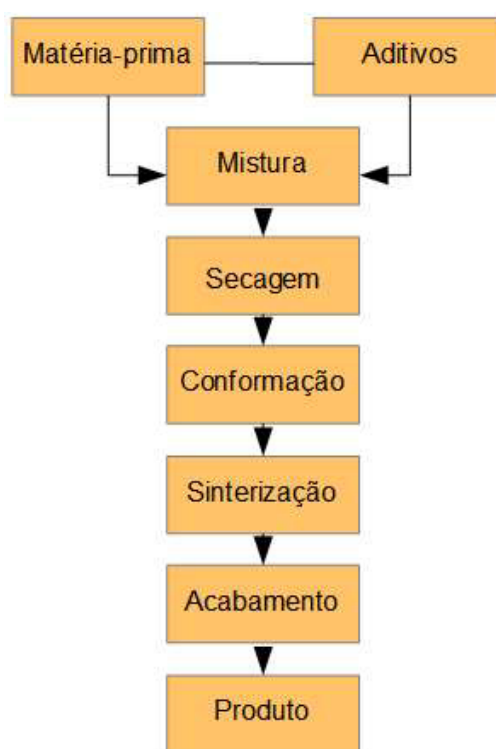 Matéria-prima
Aditivos
Mistura
Secagem
Conformação
Sinterização
Acabamento
Produto